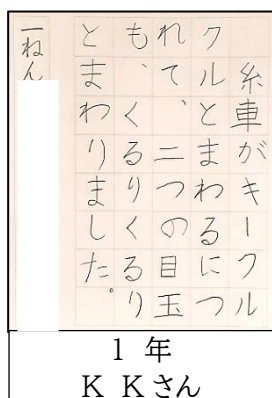 糸車がキークル
クルとまわるにつ
れて、二つの目玉
も、くるりくるり
とまわりました。
一ねん
1年
K Kさん